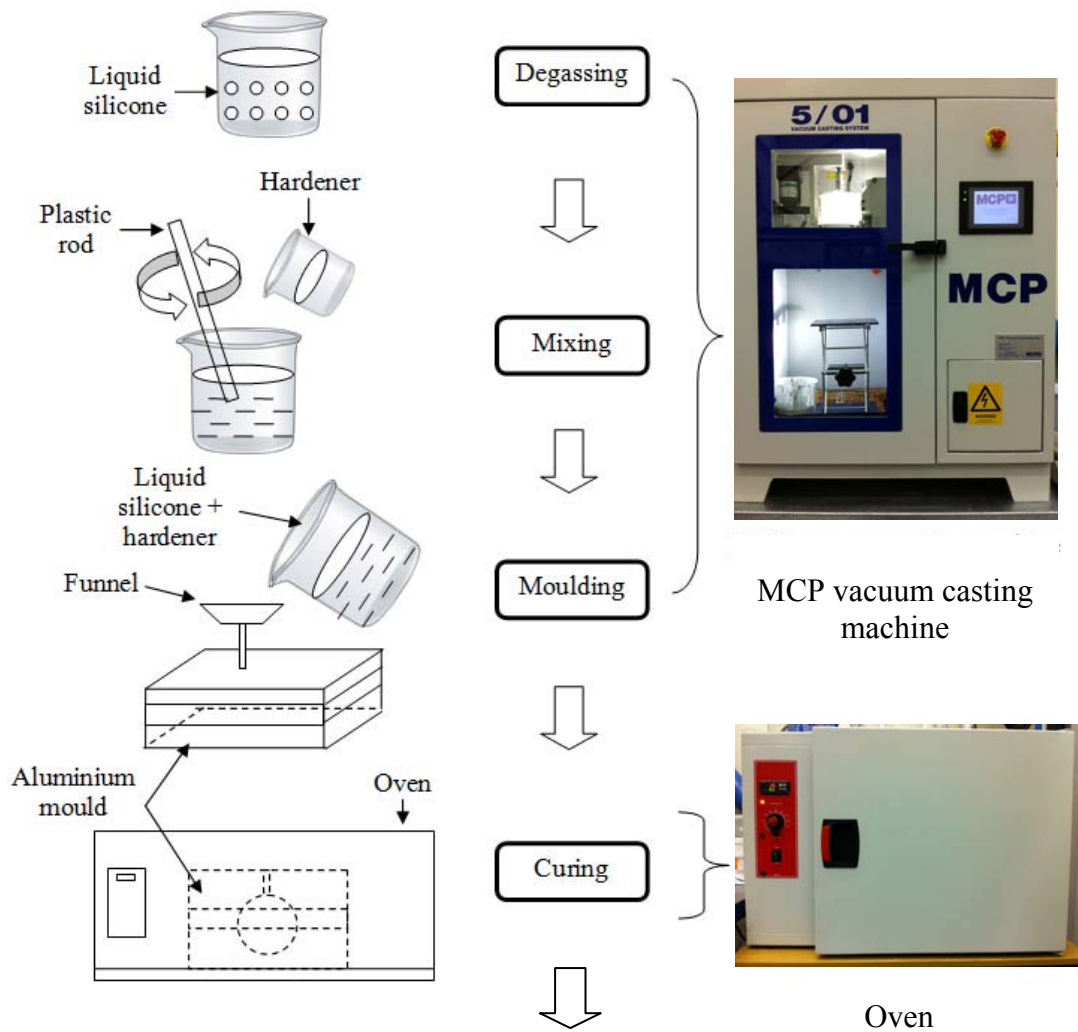 Liquid
silicone
Degassing
5/01
VACUUM CASTING SYSTEM
MCP
MCP
Hardener
Plastic
rod
Mixing
Liquid
silicone +
hardener
Funnel
Moulding
MCP vacuum casting
machine
Aluminium
mould
Oven
Curing
Oven